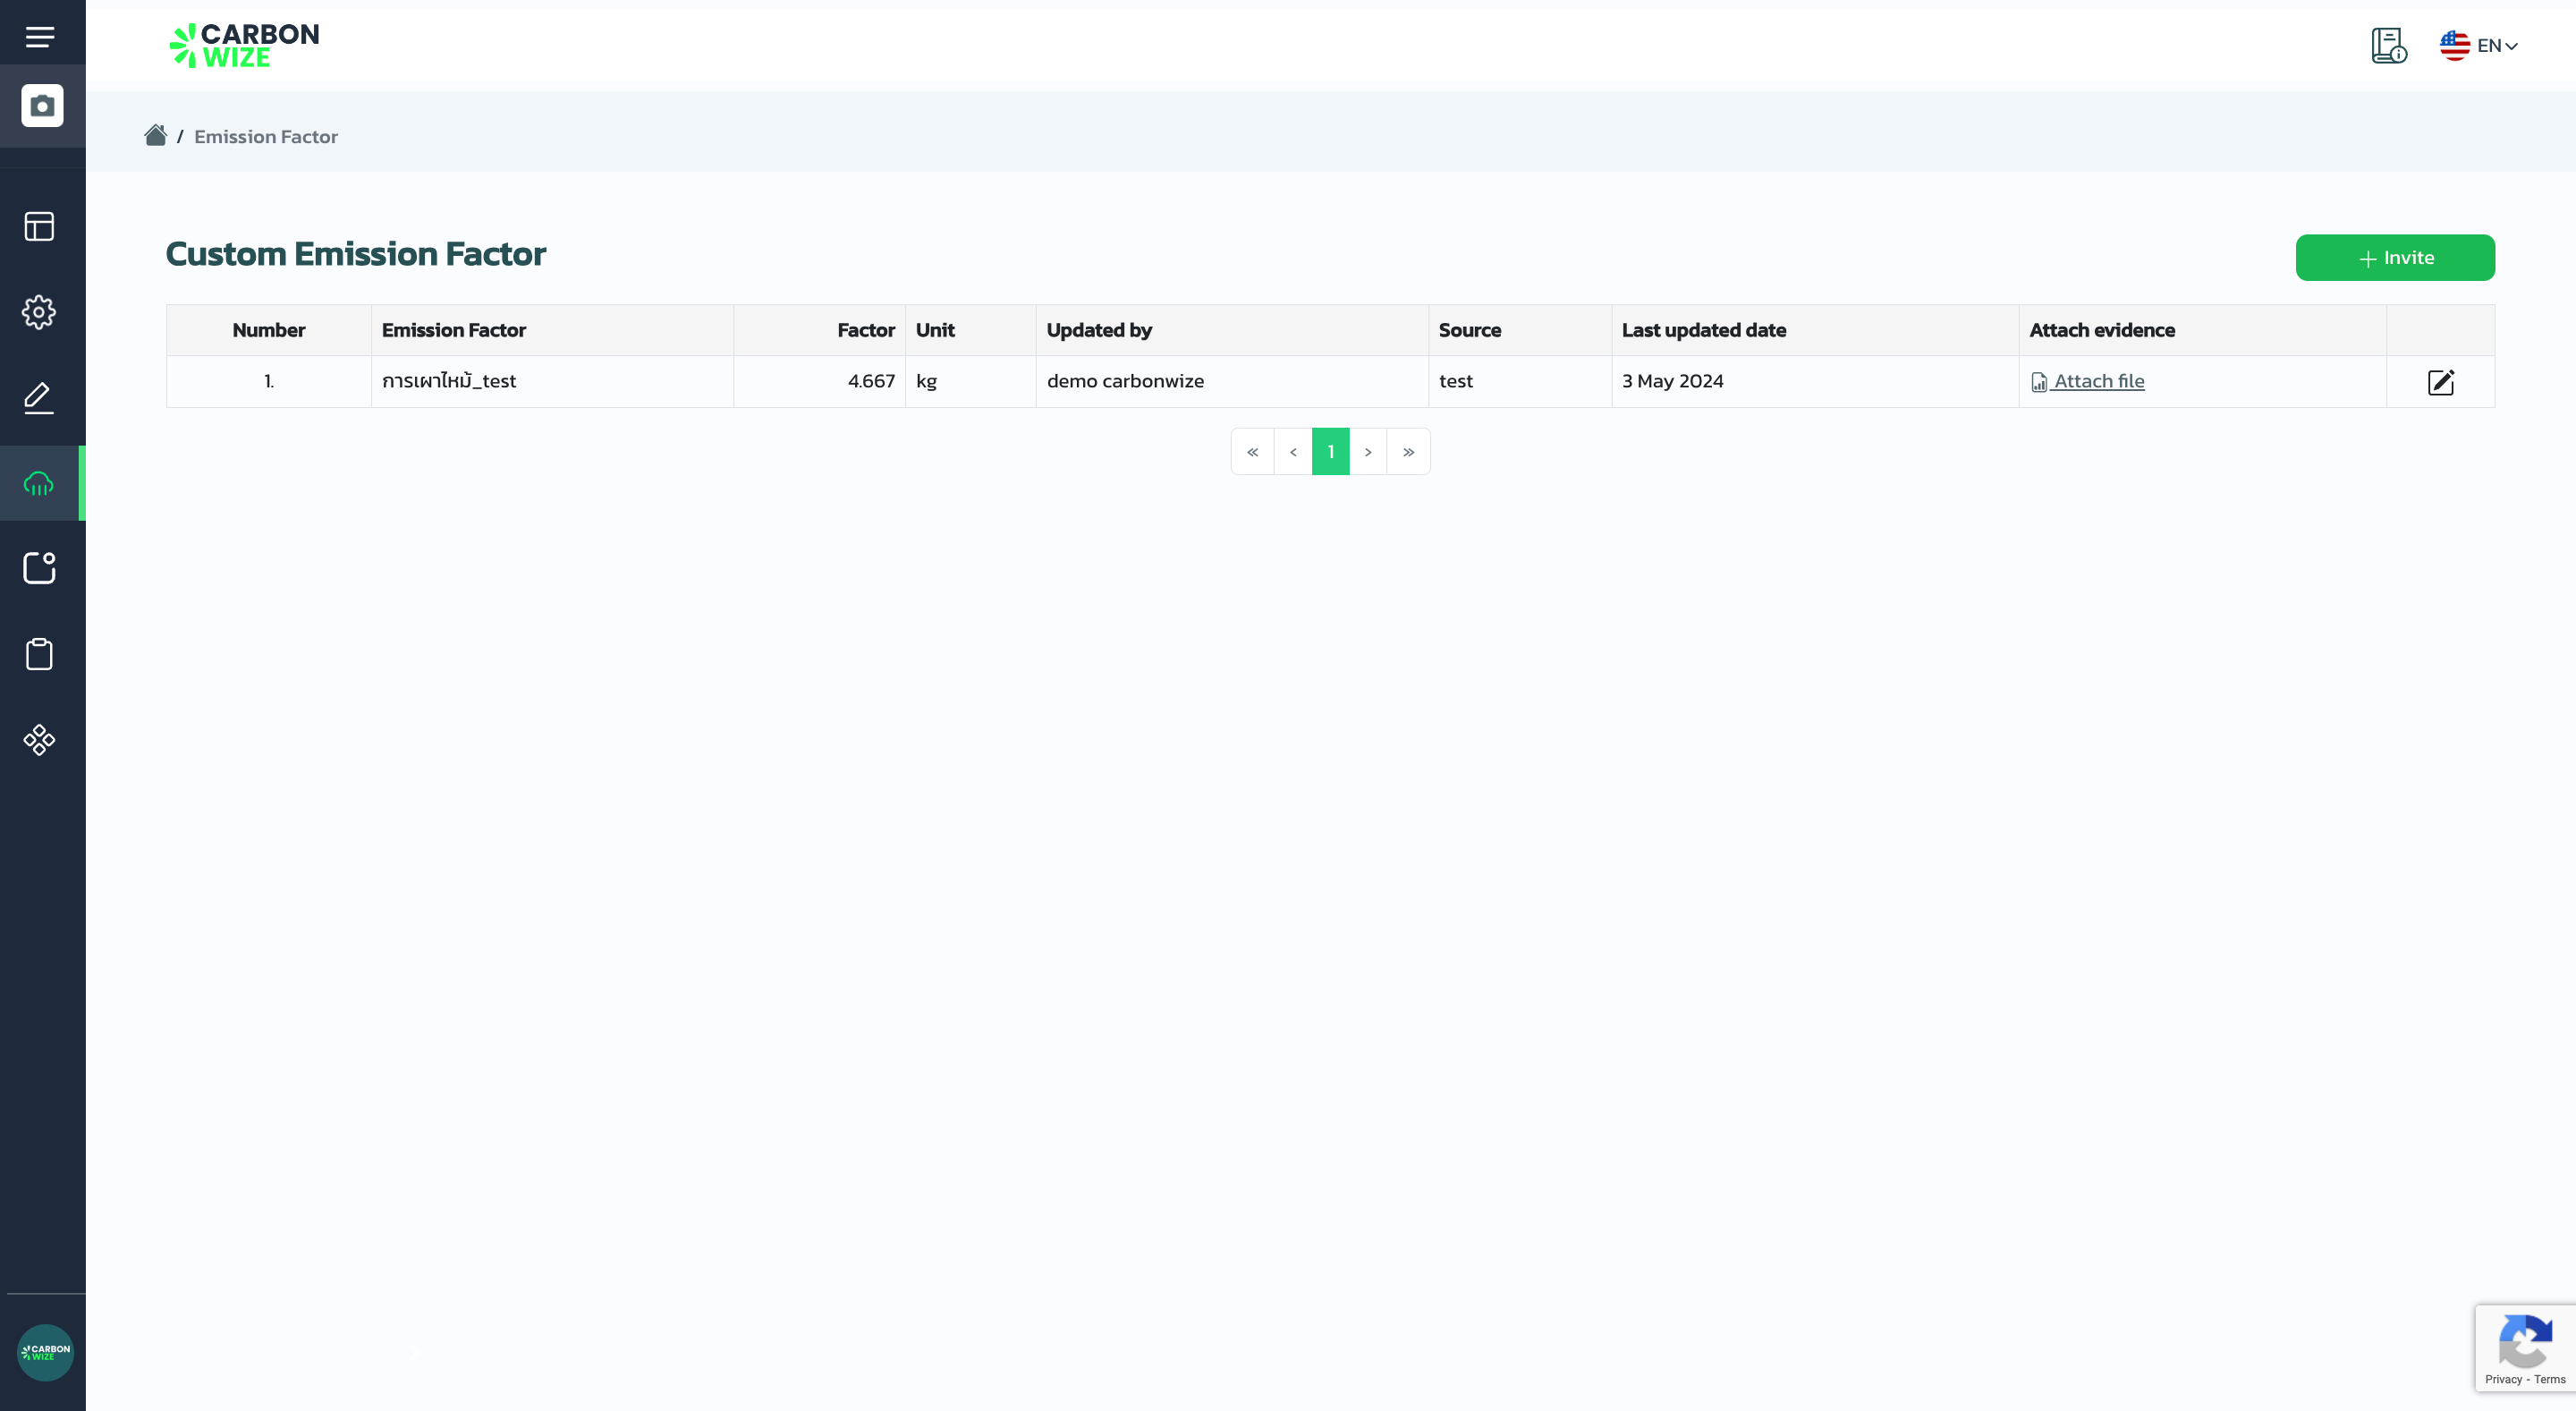 CARBON
WIZE
EN
/ Emission Factor
Custom Emission Factor
+ Invite
Number Emission Factor Factor Unit Updated by Source Last updated date Attach evidence
1. การเผาไหม้_test 4.667 kg demo carbonwize test 3 May 2024 Attach file
« ‹ 1 › »
CARBON
WIZE
Privacy - Terms